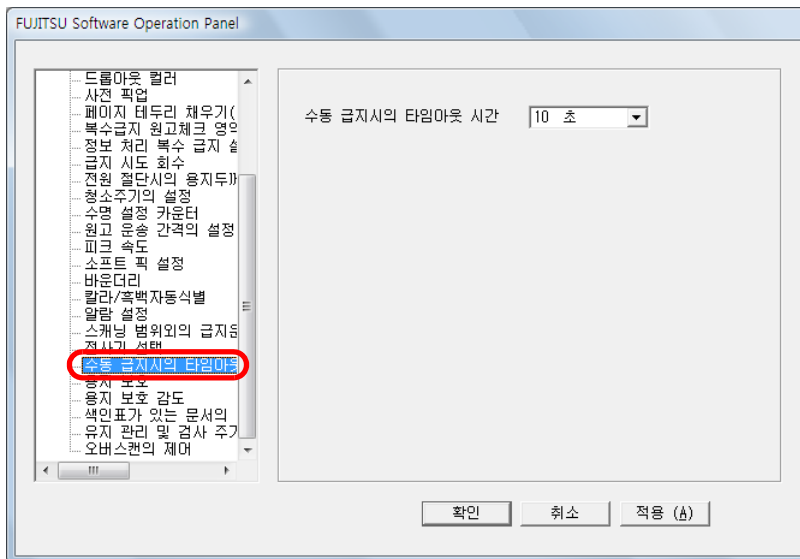 FUJITSU Software Operation Panel
드롭아웃 컬러
사전 픽업
페이지 테두리 채우기(
복수급지 원고체크 영역
정보 처리 복수 급지 설
급지 시도 회수
전원 절단시의 용지두께
청소주기의 설정
수명 설정 카운터
원고 운송 간격의 설정
피크 속도
소프트 픽 설정
바운더리
칼라/흑백자동식별
알람 설정
스캐닝 범위외의 급지운
전사기 선택
수동 급지시의 타임아웃
용지 보호
용지 보호 감도
색인표가 있는 문서의
유지 관리 및 검사 주기
오버스캔의 제어
수동 급지시의 타임아웃 시간
10 초
확인
취소
적용 (A)